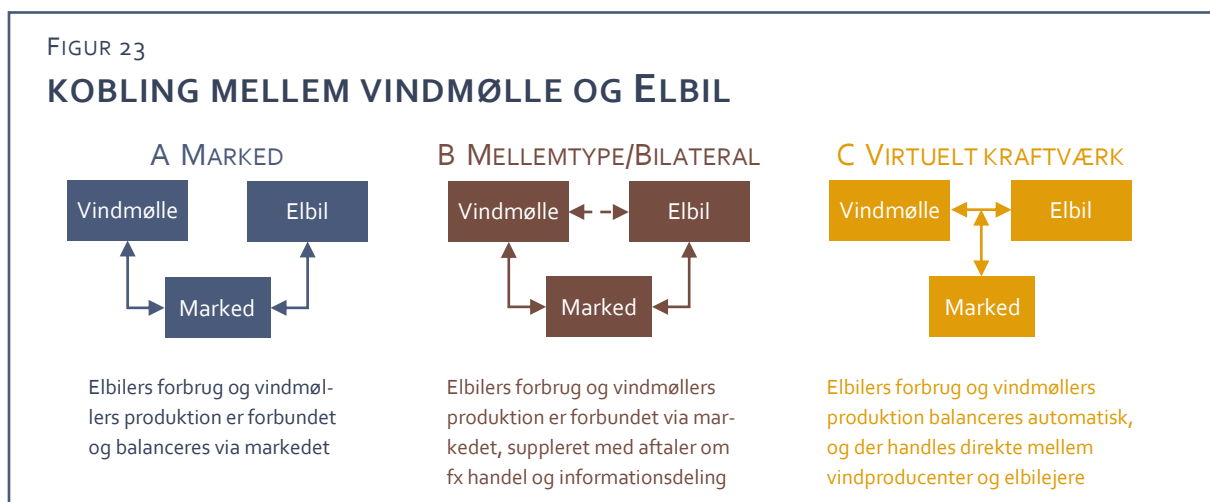 Figur 23
kobling mellem vindmølle og Elbil
A Marked
Vindmølle
Elbil
Marked
Elbilers forbrug og vindmøl-
lers produktion er forbundet
og balanceres via markedet
B Mellemtype/Bilateral
Vindmølle
Elbil
Marked
Elbilers forbrug og vindmøllers
produktion er forbundet via mar-
kedet, suppleret med aftaler om
fx handel og informationsdeling
C Virtuelt kraftværk
Vindmølle
Elbil
Marked
Elbilers forbrug og vindmøllers
produktion balanceres automatisk,
og der handles direkte mellem
vindproducenter og elbilejere